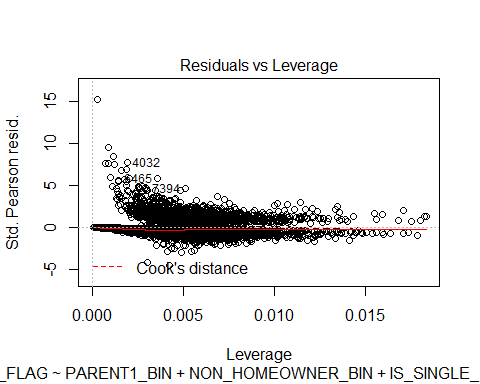 Residuals vs Leverage
Std. Pearson resid.
15
10
5
0
-5
4032
465
7394
Cook's distance
0.000 0.005 0.010 0.015
Leverage
_FLAG ~ PARENT1_BIN + NON_HOMEOWNER_BIN + IS_SINGLE_